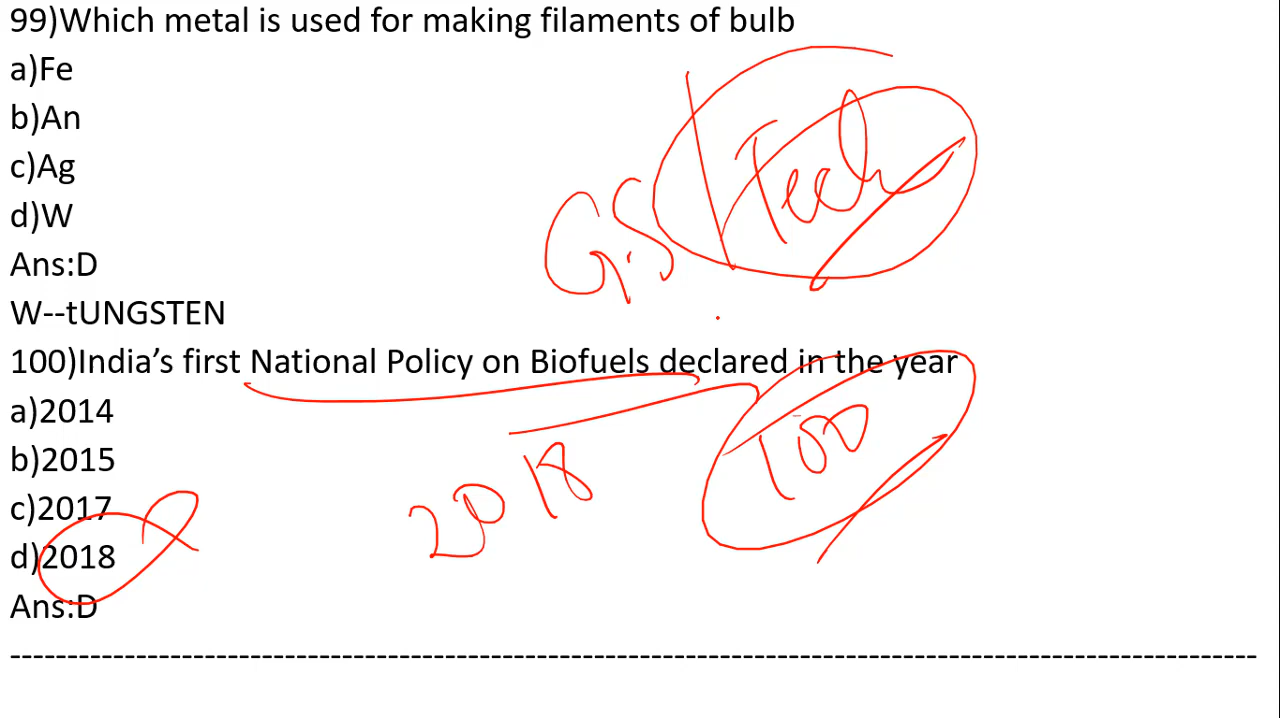 99)Which metal is used for making filaments of bulb
a)Fe
b)An
c)Ag
d)W
G.S Tech
Ans:D
W--tUNGSTEN
100)India’s first National Policy on Biofuels declared in the year
a)2014
b)2015
100
2018
c)2017
d)2018
Ans:D
--------------------------------------------------------------------------------------------------------------